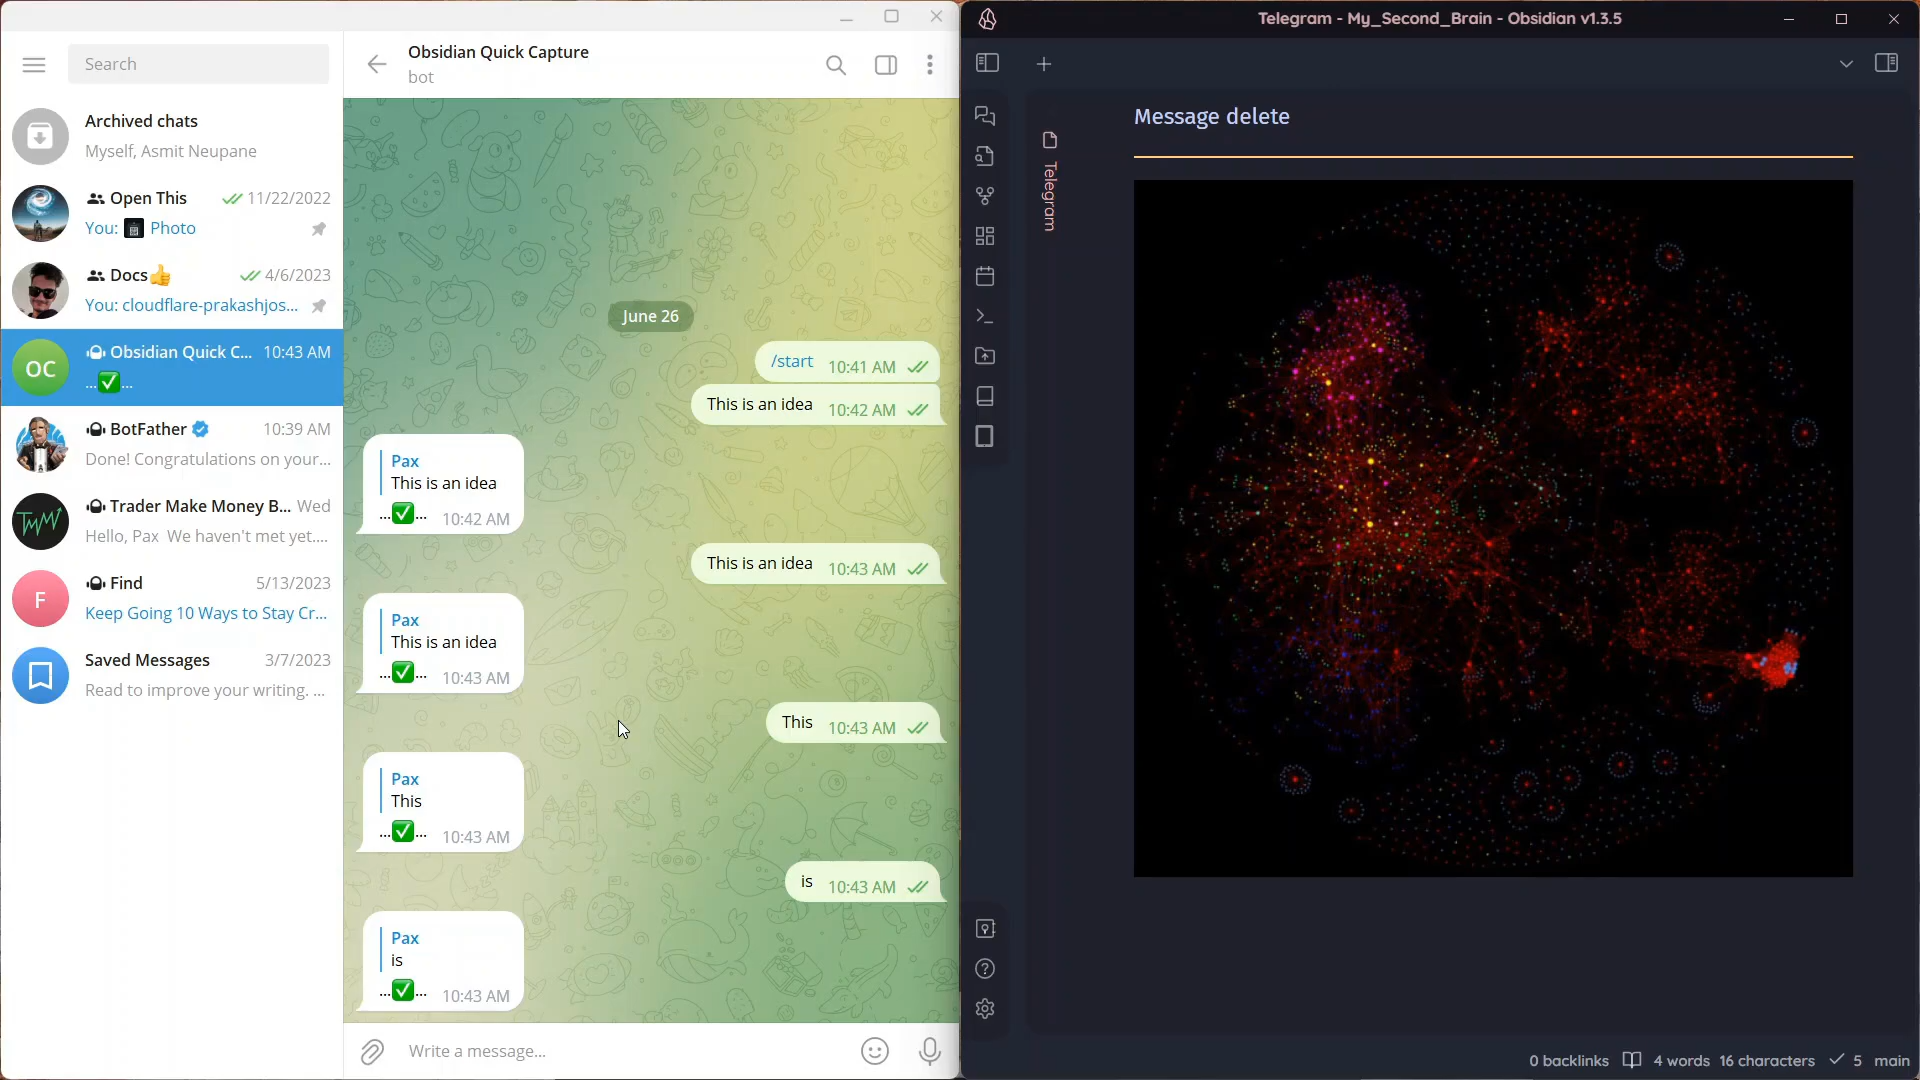 Search
Archived chats
Myself, Asmit Neupane
Open This 11/22/2022
You: Photo
Docs👍 4/6/2023
You: cloudflare-prakashjos...
OC
Obsidian Quick C... 10:43 AM
...✅...
BotFather 10:39 AM
Done! Congratulations on your...
TMM
Trader Make Money B... Wed
Hello, Pax We haven't met yet....
F
Find 5/13/2023
Keep Going 10 Ways to Stay Cr...
Saved Messages 3/7/2023
Read to improve your writing. ...
Obsidian Quick Capture
bot
June 26
/start 10:41 AM
This is an idea 10:42 AM
Pax
This is an idea
...✅... 10:42 AM
This is an idea 10:43 AM
Pax
This is an idea
...✅... 10:43 AM
This 10:43 AM
Pax
This
...✅... 10:43 AM
is 10:43 AM
Pax
is
...✅... 10:43 AM
Write a message...
Telegram - My_Second_Brain - Obsidian v1.3.5
Telegram
Message delete
0 backlinks 4 words 16 characters 5 main